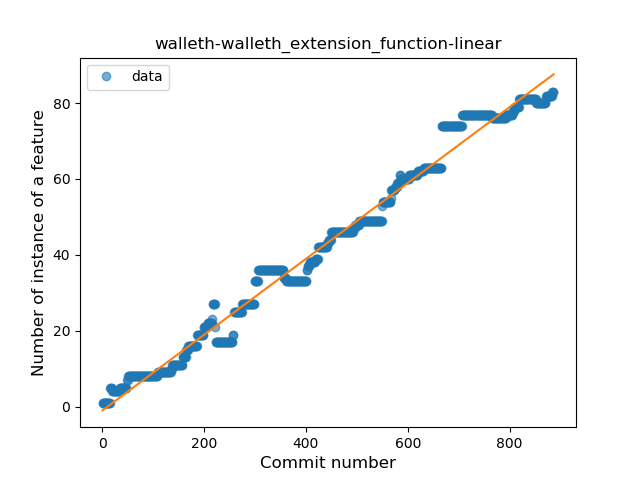 walleth-walleth_extension_function-linear
data
Number of instance of a feature
80
60
40
20
0
0 200 400 600 800
Commit number